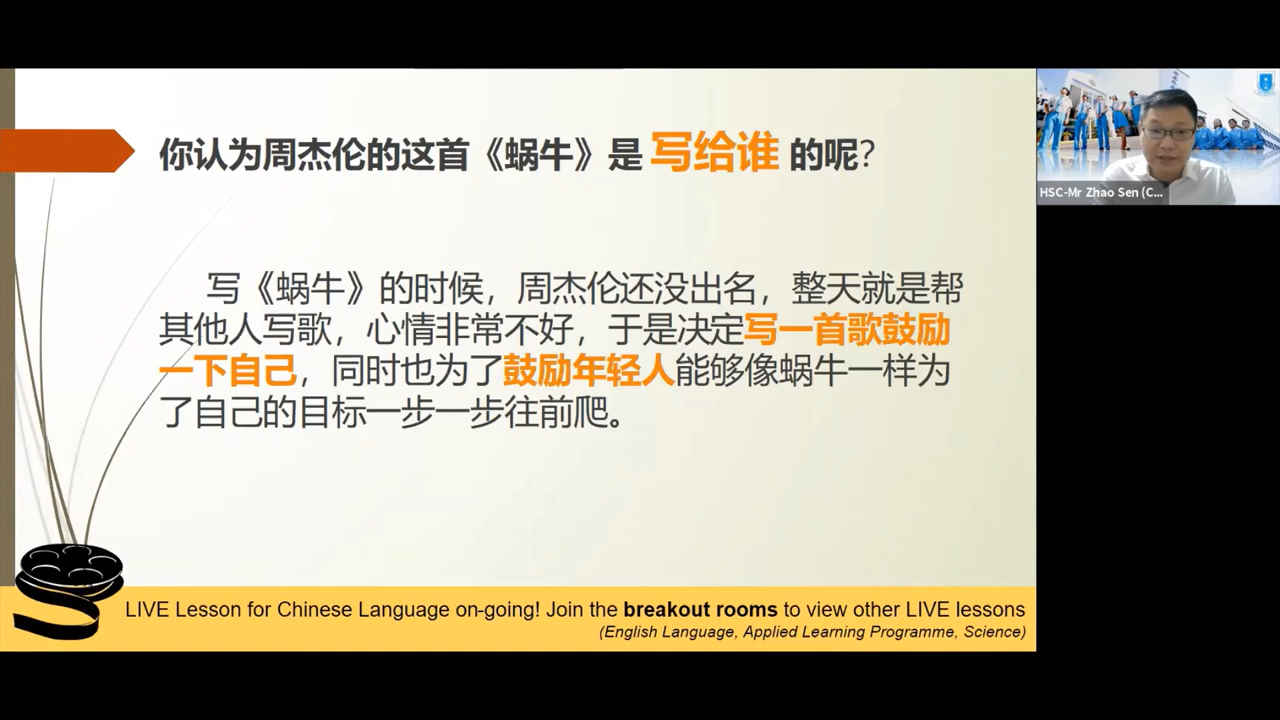 你认为周杰伦的这首《蜗牛》是 写给谁 的呢?
写《蜗牛》的时候，周杰伦还没出名，整天就是帮
其他人写歌，心情非常不好，于是决定写一首歌鼓励
一下自己，同时也为了鼓励年轻人能够像蜗牛一样为
了自己的目标一步一步往前爬。
HSC-Mr Zhao Sen (C...
LIVE Lesson for Chinese Language on-going! Join the breakout rooms to view other LIVE lessons
(English Language, Applied Learning Programme, Science)